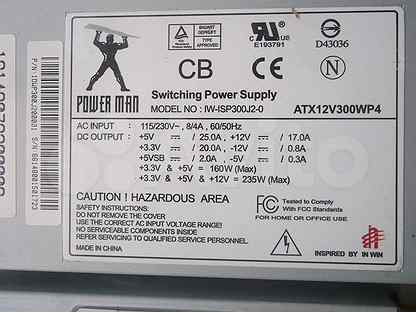 POWER MAN
BAUART
GEPRÜFT
TYPE
APPROVED
CB
c UR US
E193791
S
D43036
Switching Power Supply
MODEL NO: IW-ISP300J2-0
ATX12V300WP4
AC INPUT : 115/230V~, 8/4A, 60/50Hz
DC OUTPUT : +5V / 25.0A, +12V / 17.0A
+3.3V / 20.0A, -12V / 0.8A
+5VSB / 2.0A, -5V / 0.3A
+3.3V & +5V = 160W (Max)
+3.3V & +5V & +12V = 235W (Max)
CAUTION ! HAZARDOUS AREA
SAFETY INSTRUCTIONS:
DO NOT REMOVE THE COVER
USE THE CORRECT AC INPUT VOLTAGE RANGE!
NO SERVICEABLE COMPONENTS INSIDE
REFER SERVICING TO QUALIFIED SERVICE PERSONNEL.
MADE IN CHINA
FC Tested to Comply
With FCC Standards
FOR HOME OR OFFICE USE
INSPECTED BY IN WIN